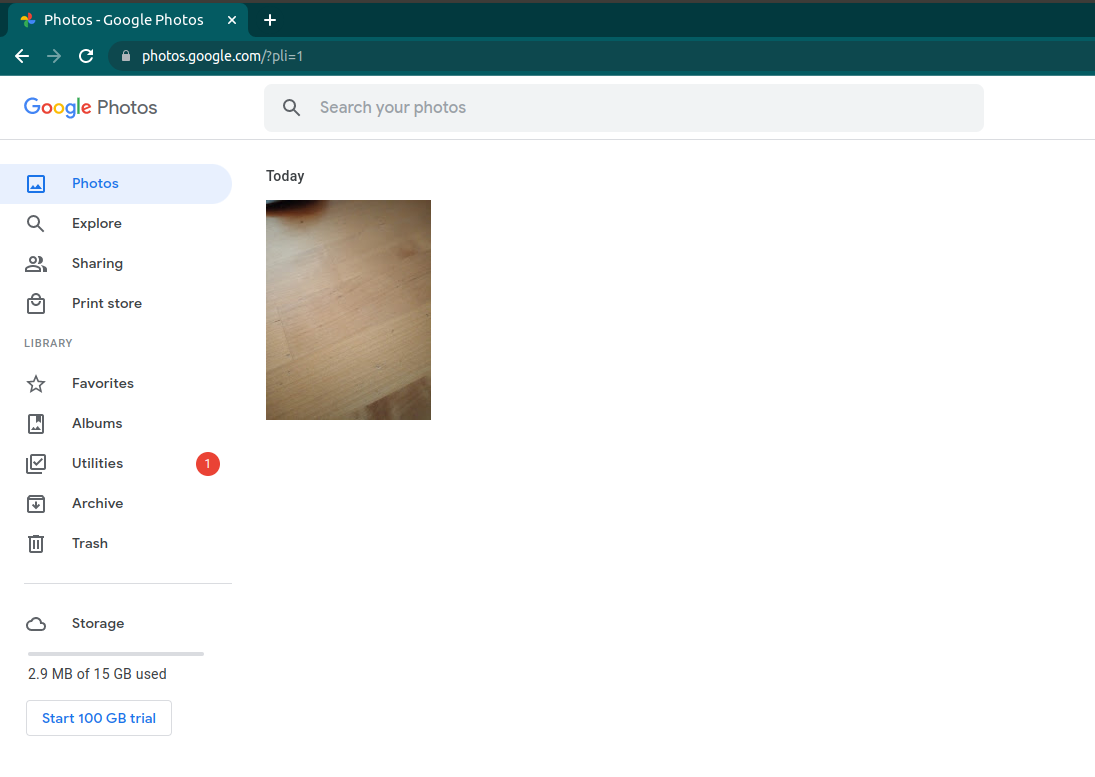 Photos - Google Photos
photos.google.com/?pli=1
Google Photos
Search your photos
Photos
Explore
Sharing
Print store
LIBRARY
Favorites
Albums
Utilities 1
Archive
Trash
Storage
2.9 MB of 15 GB used
Start 100 GB trial
Today